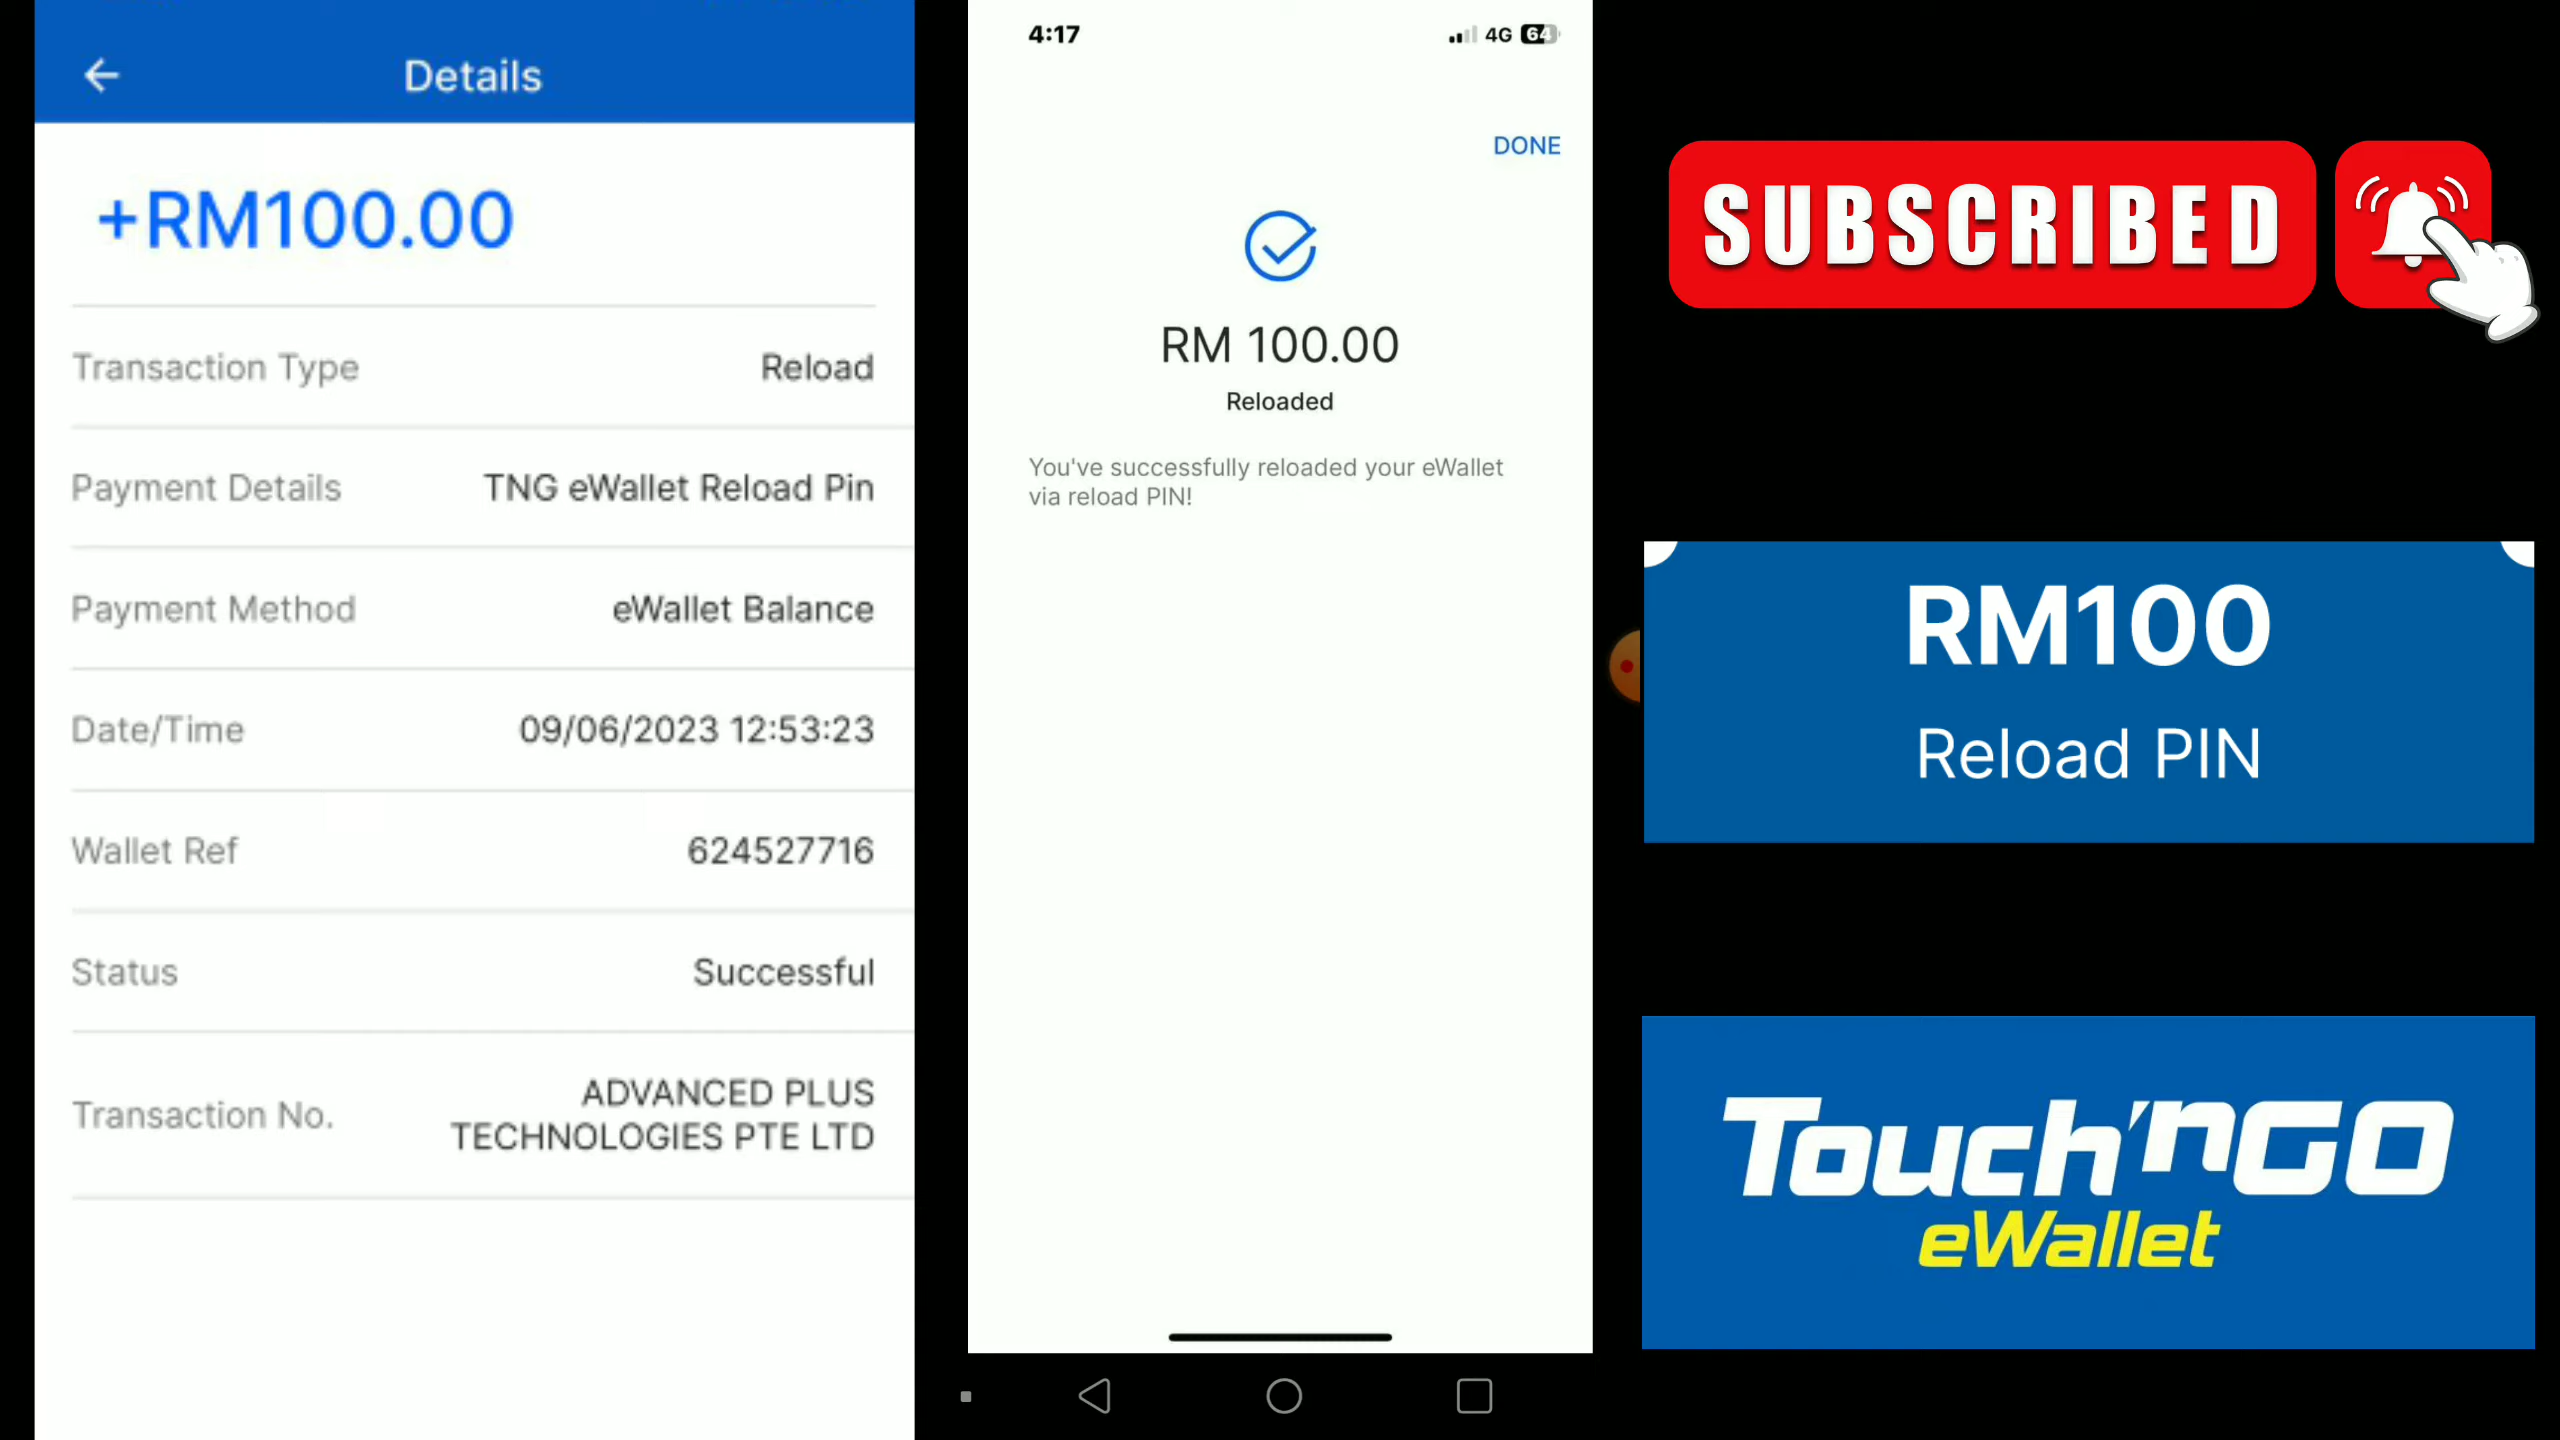 Details
+RM100.00
Transaction Type Reload
Payment Details TNG eWallet Reload Pin
Payment Method eWallet Balance
Date/Time 09/06/2023 12:53:23
Wallet Ref 624527716
Status Successful
Transaction No. ADVANCED PLUS
TECHNOLOGIES PTE LTD
4:17 4G 64
DONE
RM 100.00
Reloaded
You've successfully reloaded your eWallet
via reload PIN!
SUBSCRIBED
RM100
Reload PIN
Touch'nGO
eWallet